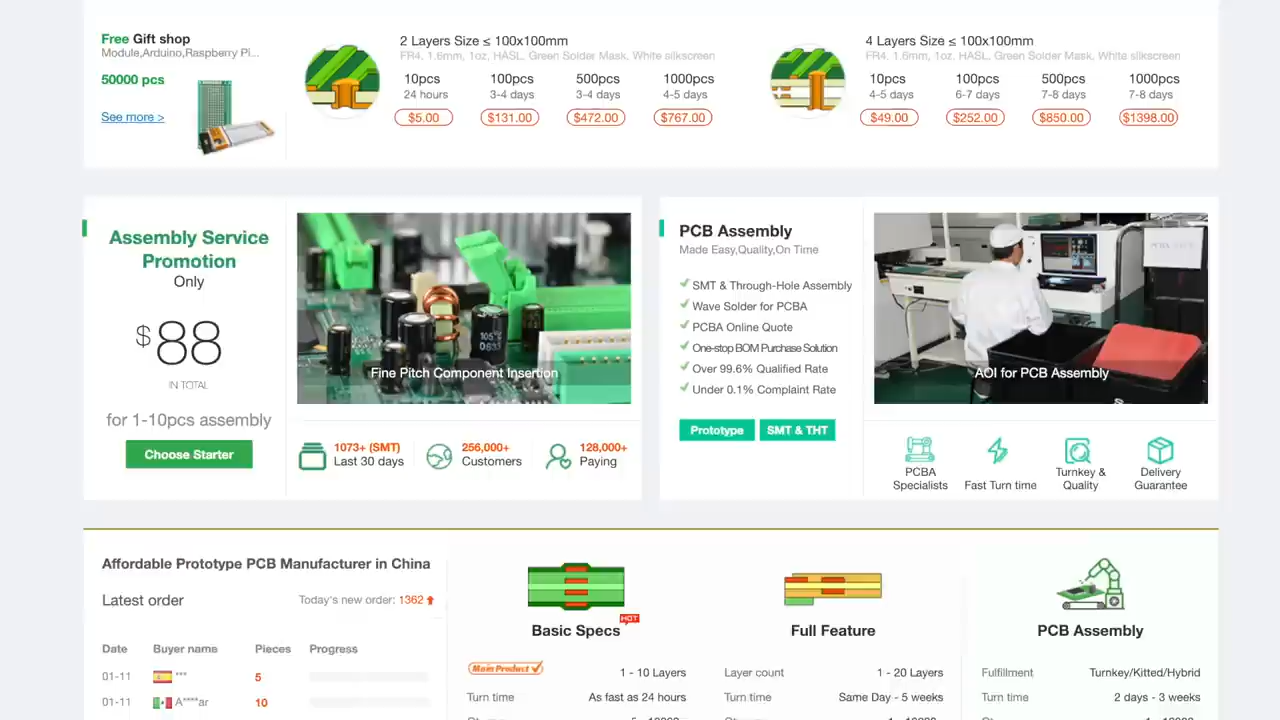 Free Gift shop
Module,Arduino,Raspberry Pi...
50000 pcs
See more >
2 Layers Size ≤ 100x100mm
FR4, 1.6mm, 1oz, HASL, Green Solder Mask, White silkscreen
10pcs 100pcs 500pcs 1000pcs
24 hours 3-4 days 3-4 days 4-5 days
$5.00 $131.00 $472.00 $767.00
4 Layers Size ≤ 100x100mm
FR4, 1.6mm, 1oz, HASL, Green Solder Mask, White silkscreen
10pcs 100pcs 500pcs 1000pcs
4-5 days 6-7 days 7-8 days 7-8 days
$49.00 $252.00 $850.00 $1398.00
Assembly Service
Promotion
Only
$88
IN TOTAL
for 1-10pcs assembly
Choose Starter
105°C
Fine Pitch Component Insertion
1073+ (SMT)
Last 30 days
256,000+
Customers
128,000+
Paying
PCB Assembly
Made Easy,Quality,On Time
SMT & Through-Hole Assembly
Wave Solder for PCBA
PCBA Online Quote
One-stop BOM Purchase Solution
Over 99.6% Qualified Rate
Under 0.1% Complaint Rate
Prototype SMT & THT
AOI for PCB Assembly
PCBA
Specialists
Fast Turn time
Turnkey &
Quality
Delivery
Guarantee
Affordable Prototype PCB Manufacturer in China
Latest order Today's new order: 1362
Date Buyer name Pieces Progress
01-11 *** 5
01-11 A****ar 10
HOT
Basic Specs
Main Product 1 - 10 Layers
Turn time As fast as 24 hours
Full Feature
Layer count 1 - 20 Layers
Turn time Same Day - 5 weeks
PCB Assembly
Fulfillment Turnkey/Kitted/Hybrid
Turn time 2 days - 3 weeks